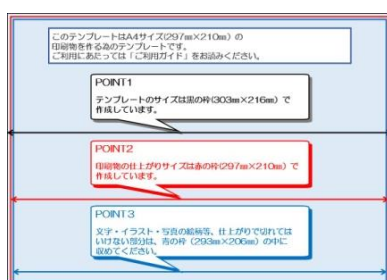 このテンプレートはA4サイズ(297㎜×210㎜)の
印刷物を作る為のテンプレートです。
ご利用にあたっては「ご利用ガイド」をお読みください。
POINT1
テンプレートのサイズは黒の枠(303㎜×216㎜)で
作成しています。
POINT2
印刷物の仕上がりサイズは赤の枠(297㎜×210㎜)で
作成しています。
POINT3
文字・イラスト・写真の絵柄等、仕上がりで切れては
いけない部分は、青の枠(293㎜×206㎜)の中に
収めてください。